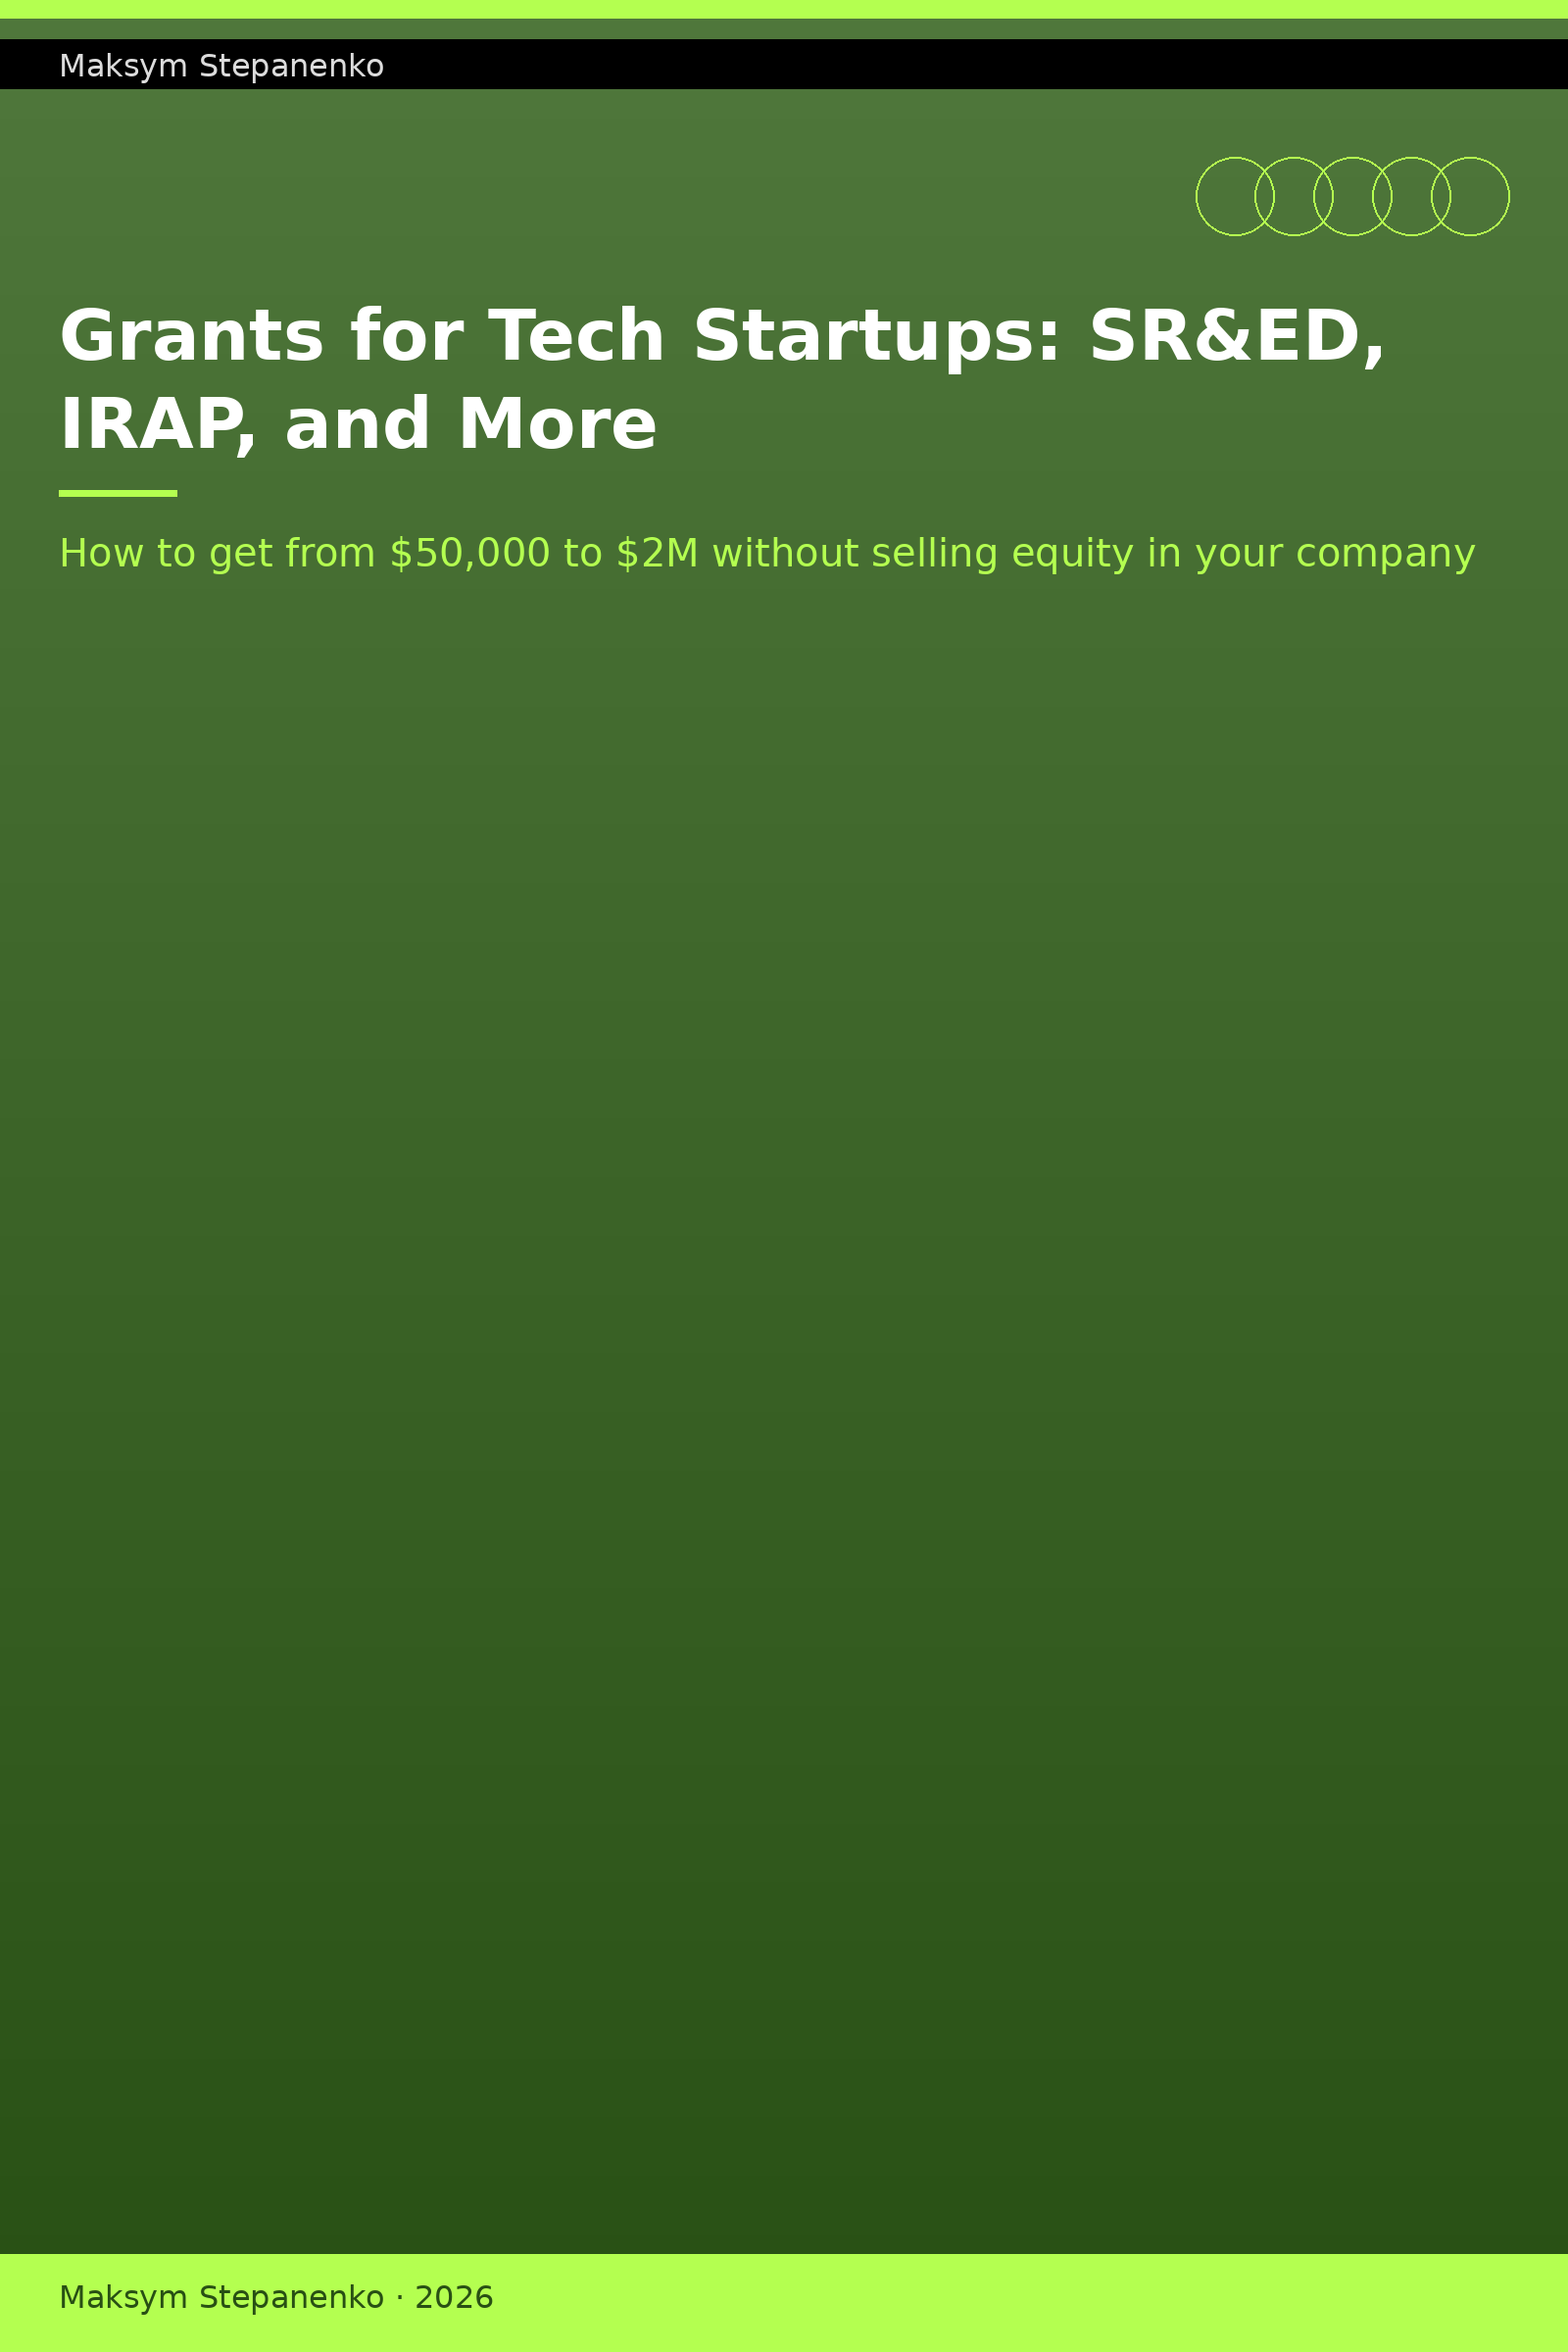 Maksym Stepanenko
Grants for Tech Startups: SR&ED,
IRAP, and More
How to get from $50,000 to $2M without selling equity in your company
Maksym Stepanenko · 2026